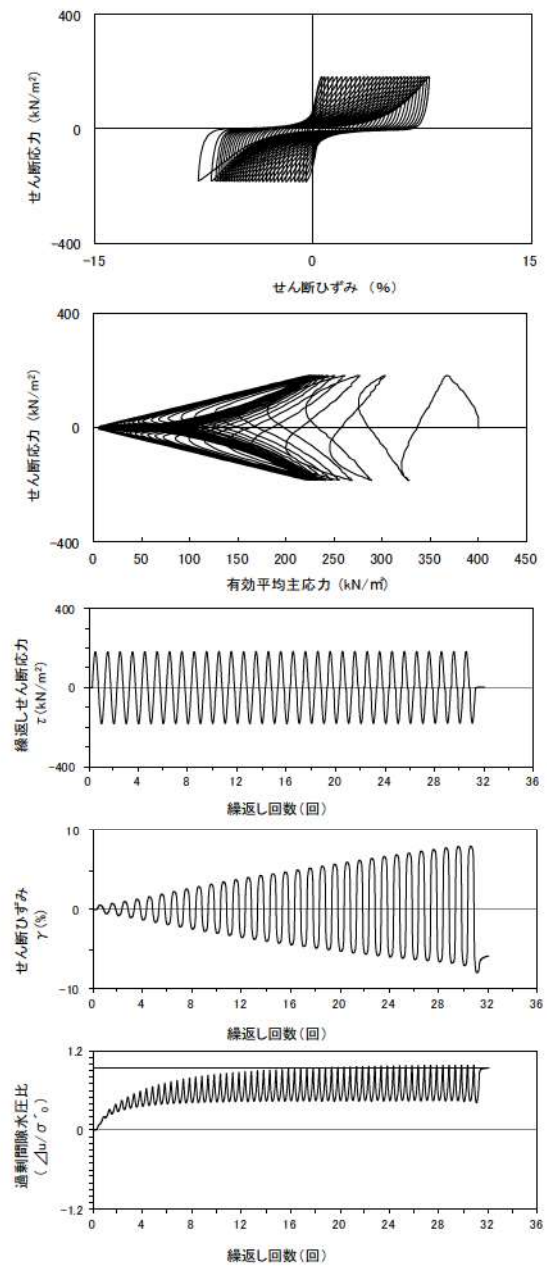 400
0
-400
せん断応力 (kN/m²)
-15
0
15
せん断ひずみ (%)
400
0
-400
せん断応力 (kN/m²)
0 50 100 150 200 250 300 350 400 450
有効平均主応力 (kN/㎡)
400
0
-400
繰返しせん断応力
τ(kN/m²)
0 4 8 12 16 20 24 28 32 36
繰返し回数(回)
10
0
-10
せん断ひずみ
γ(%)
0 4 8 12 16 20 24 28 32 36
繰返し回数(回)
1.2
0
-1.2
過剰間隙水圧比
(⊿u/σ´₀)
0 4 8 12 16 20 24 28 32 36
繰返し回数(回)